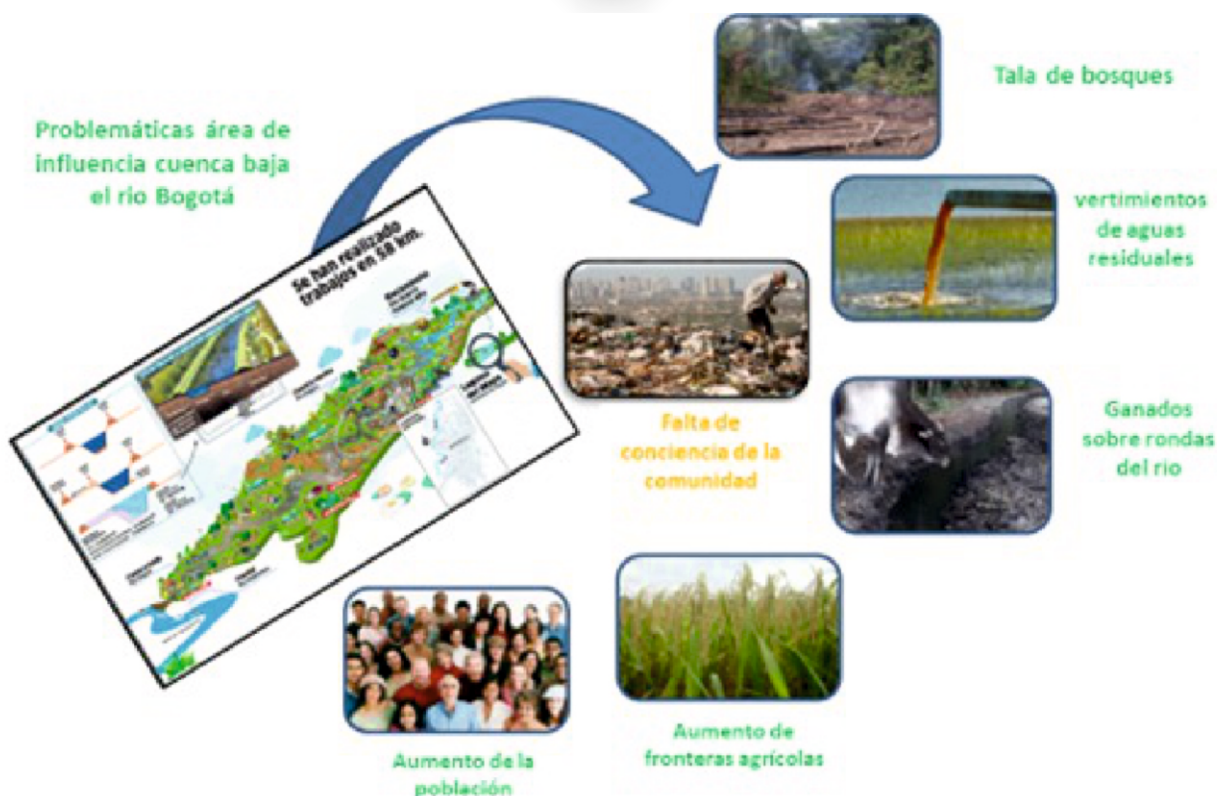 Problemáticas área de
influencia cuenca baja
el rio Bogotá
Se han realizado
trabajos en 58 km.
Tala de bosques
vertimientos
de aguas
residuales
Falta de
conciencia de la
comunidad
Ganados
sobre rondas
del rio
Aumento de la
población
Aumento de
fronteras agrícolas